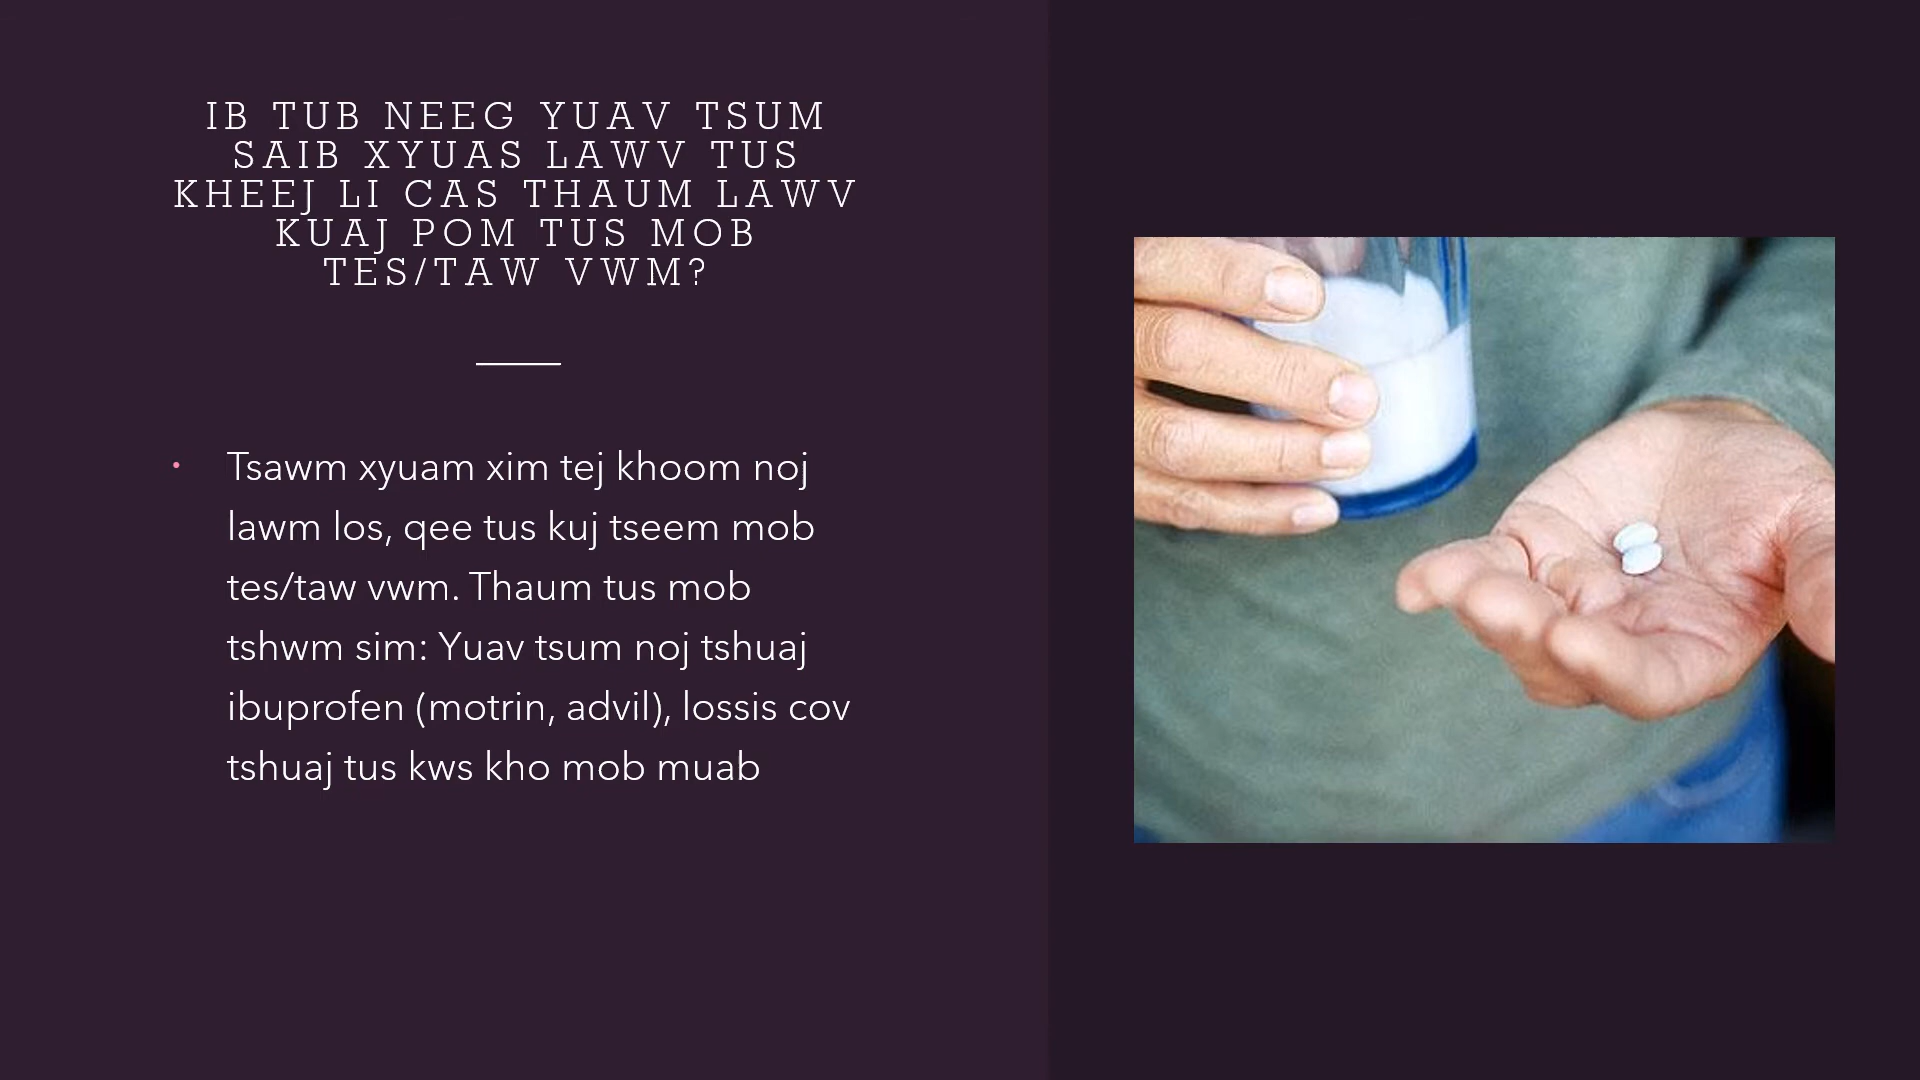 IB TUB NEEG YUAV TSUM
SAIB XYUAS LAWV TUS
KHEEJ LI CAS THAUM LAWV
KUAJ POM TUS MOB
TES/TAW VWM?
• Tsawm xyuam xim tej khoom noj
lawm los, qee tus kuj tseem mob
tes/taw vwm. Thaum tus mob
tshwm sim: Yuav tsum noj tshuaj
ibuprofen (motrin, advil), lossis cov
tshuaj tus kws kho mob muab